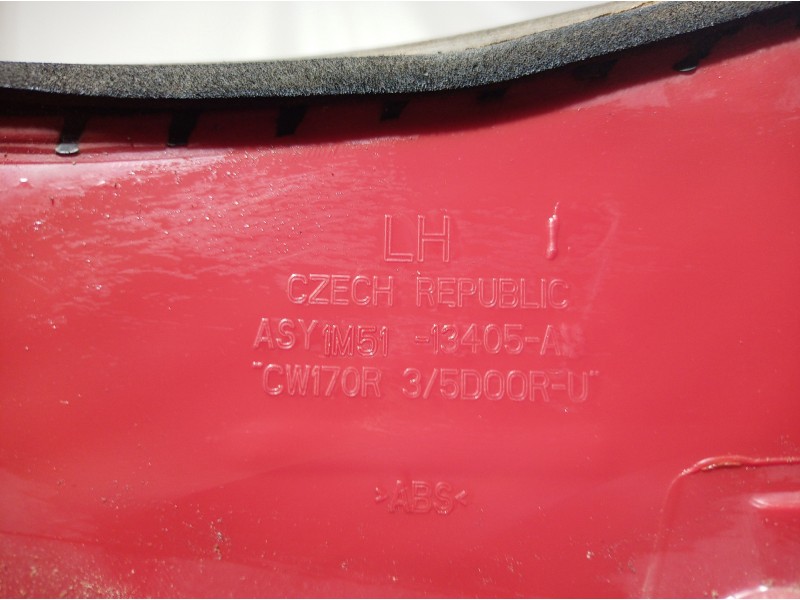 LH
CZECH REPUBLIC
ASY 1M51 -13405-A
"CW170R 3/5DOOR-U"
>ABS<